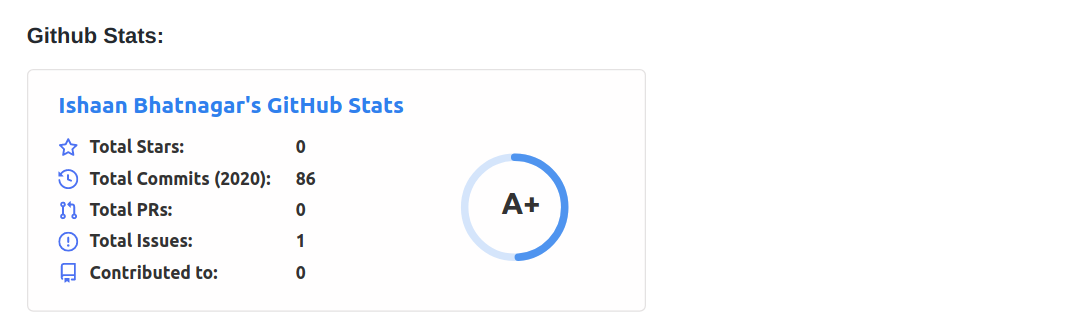 Github Stats:
Ishaan Bhatnagar's GitHub Stats
Total Stars: 0
Total Commits (2020): 86
Total PRs: 0
Total Issues: 1
Contributed to: 0
A+